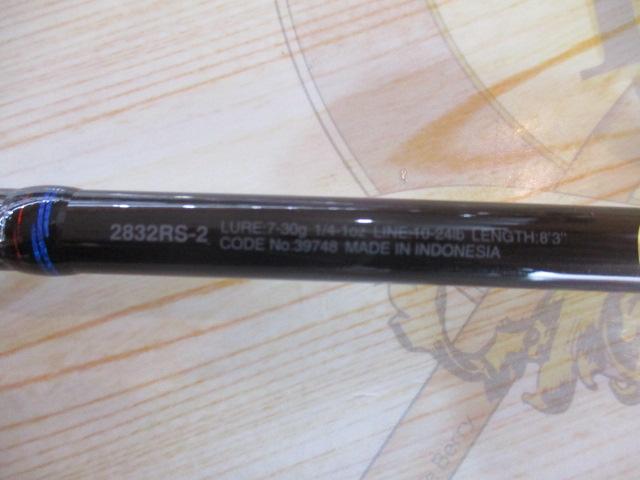 2832RS-2 LURE:7-30g 1/4-1oz LINE:10-24lb LENGTH:8'3"
CODE No.39748 MADE IN INDONESIA
Berry